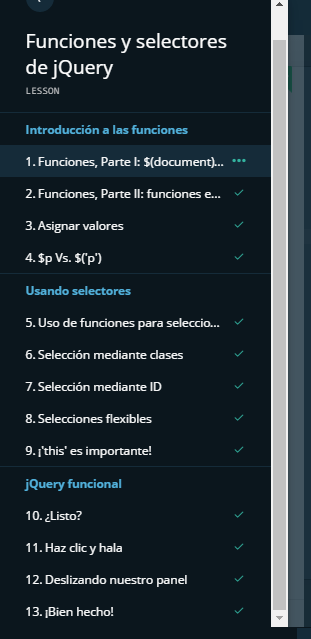 Funciones y selectores
de jQuery
LESSON
Introducción a las funciones
1. Funciones, Parte I: $(document)...
2. Funciones, Parte II: funciones e...
3. Asignar valores
4. $p Vs. $('p')
Usando selectores
5. Uso de funciones para seleccio...
6. Selección mediante clases
7. Selección mediante ID
8. Selecciones flexibles
9. ¡'this' es importante!
jQuery funcional
10. ¿Listo?
11. Haz clic y hala
12. Deslizando nuestro panel
13. ¡Bien hecho!